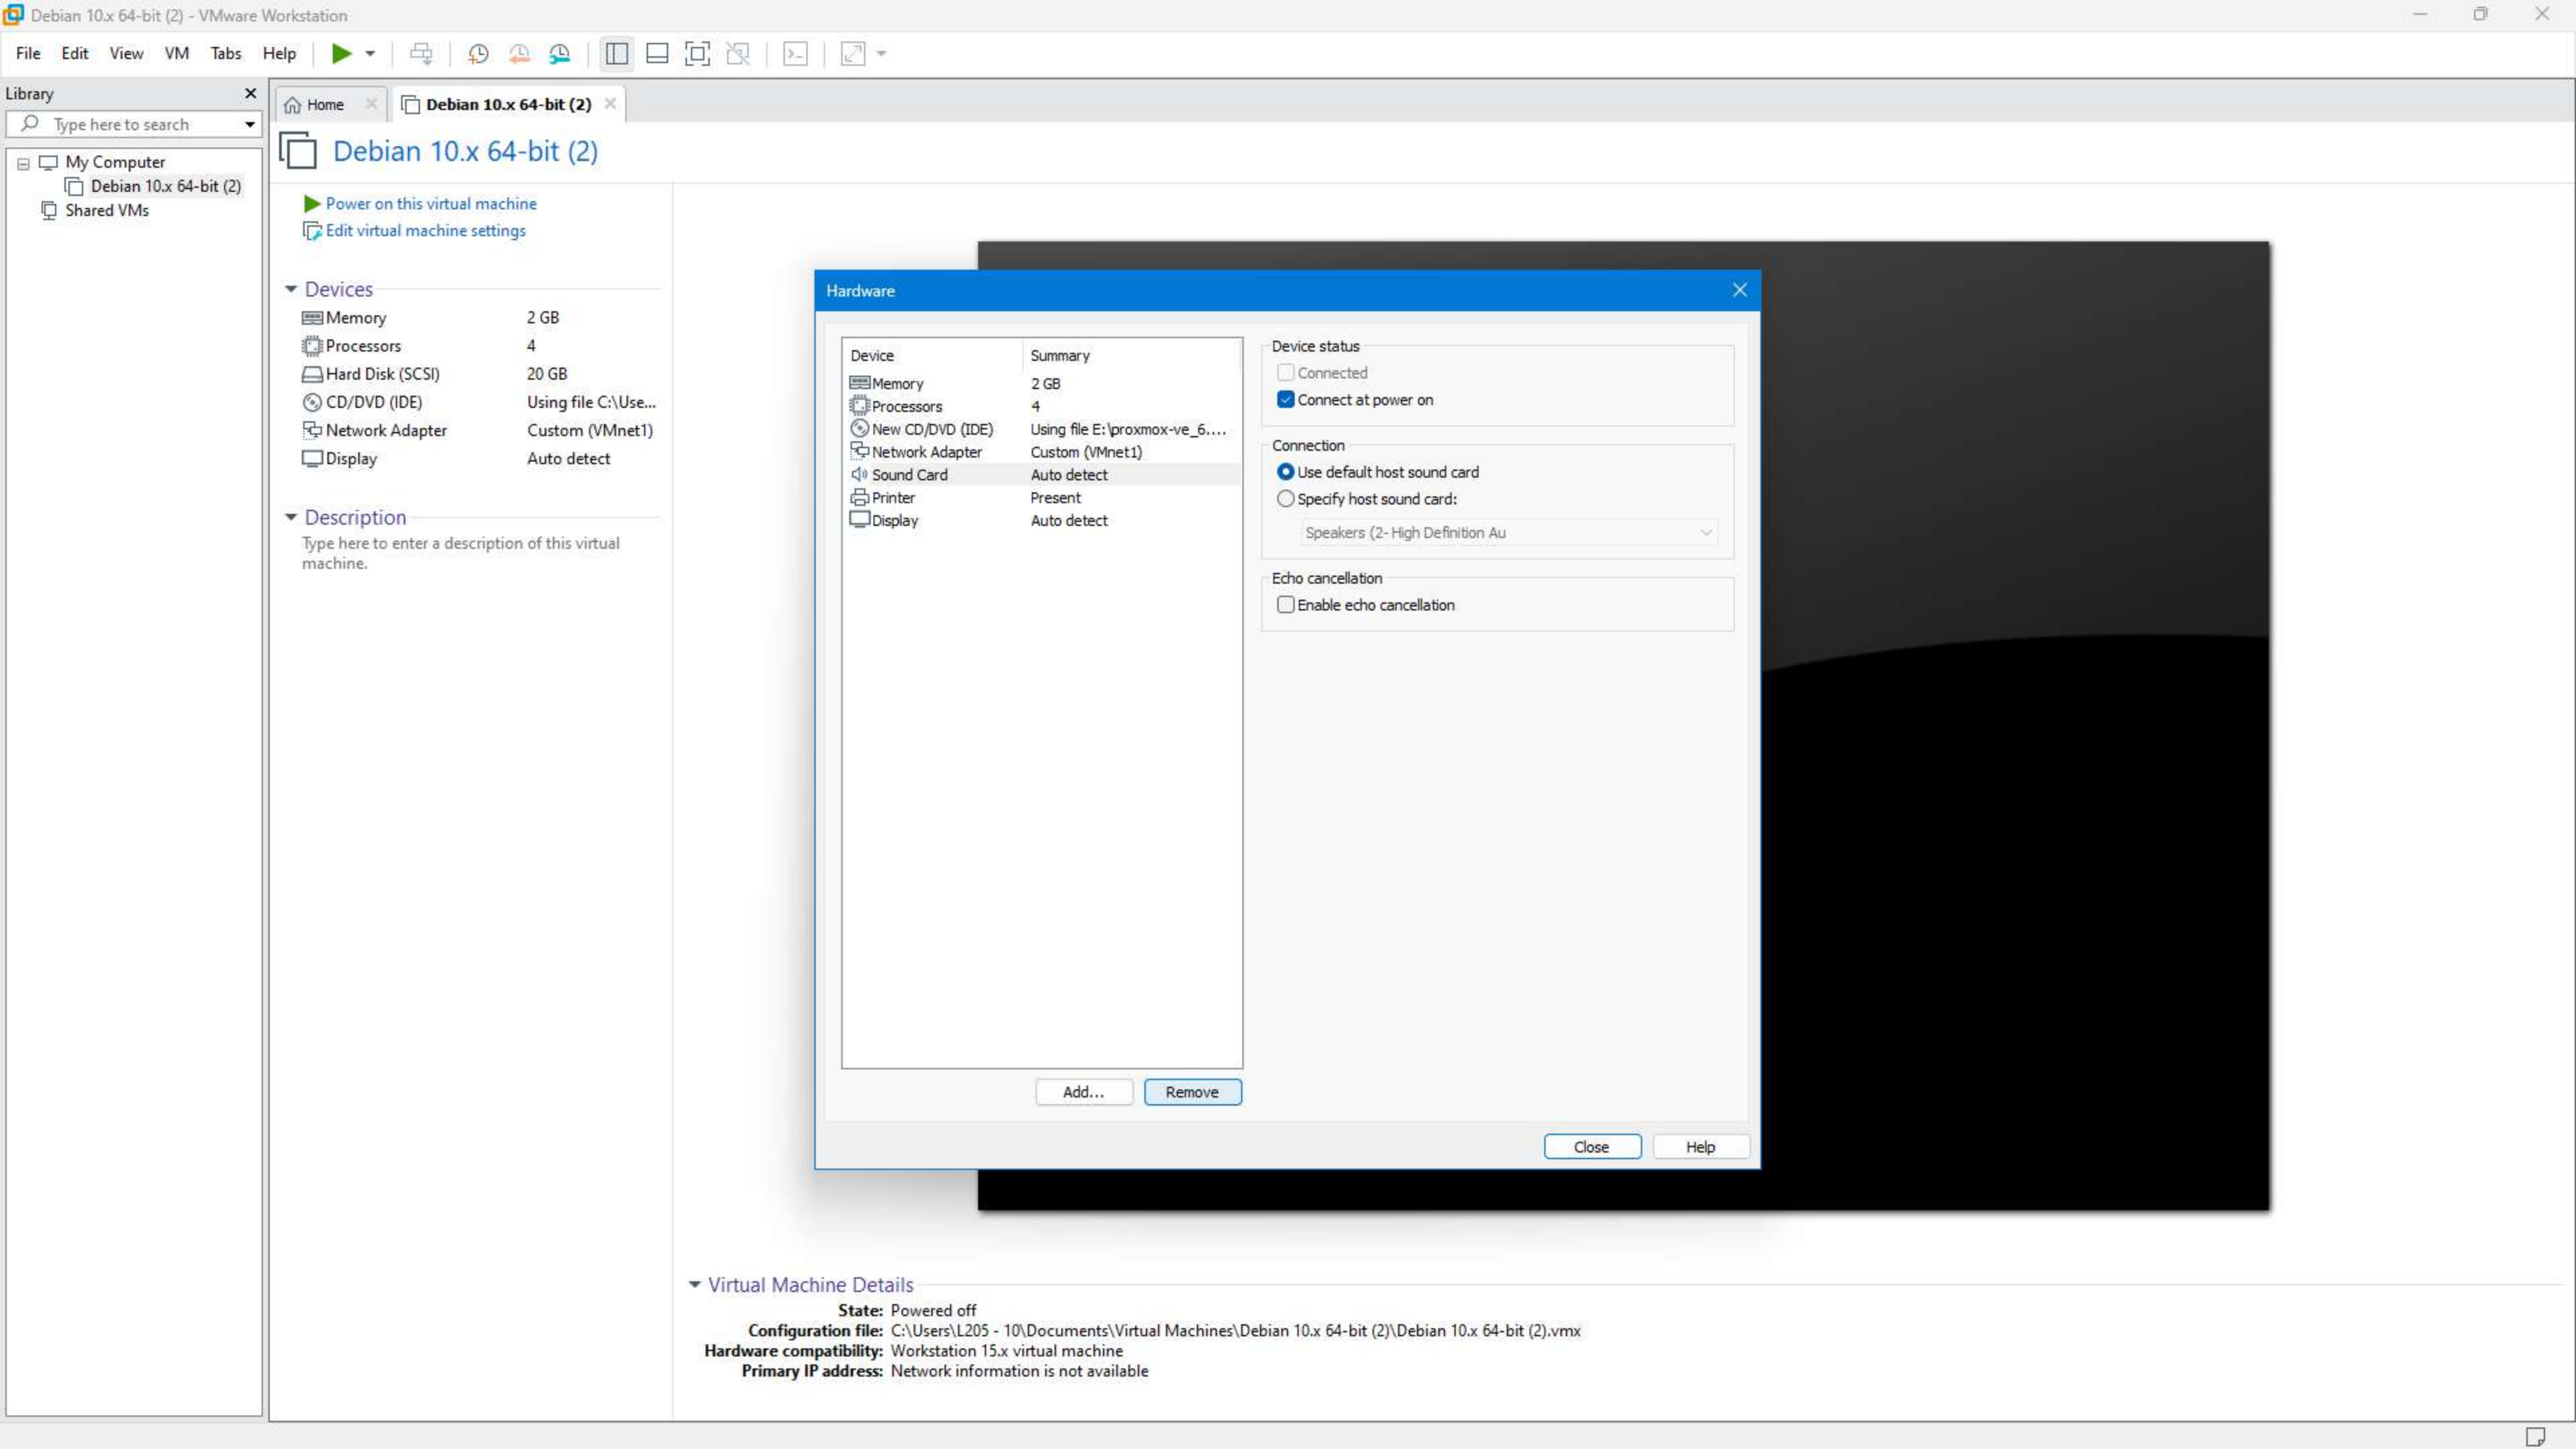 Debian 10.x 64-bit (2) - VMware Workstation
File Edit View VM Tabs Help
Library
Type here to search
My Computer
Debian 10.x 64-bit (2)
Shared VMs
Home
Debian 10.x 64-bit (2)
Debian 10.x 64-bit (2)
Power on this virtual machine
Edit virtual machine settings
Devices
Memory 2 GB
Processors 4
Hard Disk (SCSI) 20 GB
CD/DVD (IDE) Using file C:\Use...
Network Adapter Custom (VMnet1)
Display Auto detect
Description
Type here to enter a description of this virtual
machine.
Hardware
Device Summary
Memory 2 GB
Processors 4
New CD/DVD (IDE) Using file E:\proxmox-ve_6....
Network Adapter Custom (VMnet1)
Sound Card Auto detect
Printer Present
Display Auto detect
Add... Remove
Device status
Connected
Connect at power on
Connection
Use default host sound card
Specify host sound card:
Speakers (2- High Definition Au
Echo cancellation
Enable echo cancellation
Close Help
Virtual Machine Details
State: Powered off
Configuration file: C:\Users\L205 - 10\Documents\Virtual Machines\Debian 10.x 64-bit (2)\Debian 10.x 64-bit (2).vmx
Hardware compatibility: Workstation 15.x virtual machine
Primary IP address: Network information is not available